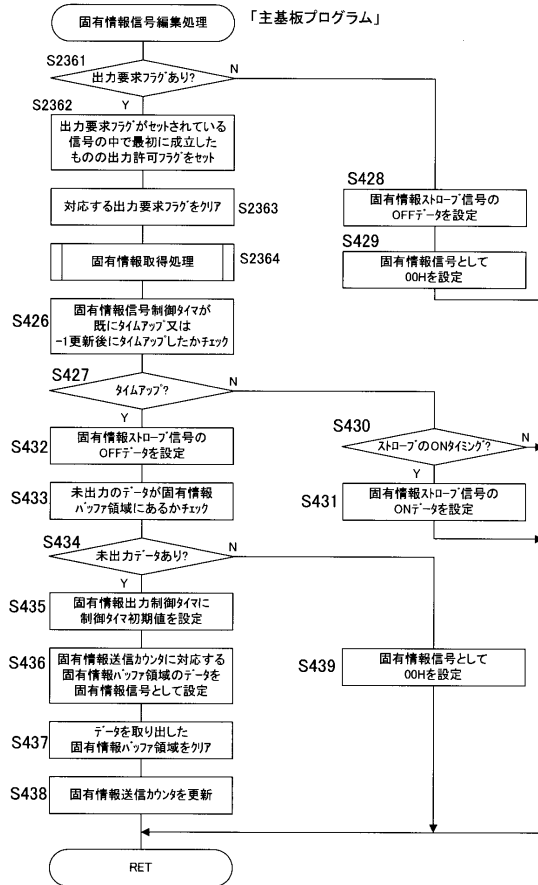 固有情報信号編集処理
「主基板プログラム」
S2361
出力要求フラグあり?
N
Y
S2362
出力要求フラグがセットされている
信号の中で最初に成立した
ものの出力許可フラグをセット
対応する出力要求フラグをクリア
S2363
固有情報取得処理
S2364
S428
固有情報ストローブ信号の
OFFデータを設定
S429
固有情報信号として
00Hを設定
S426
固有情報信号制御タイマが
既にタイムアップ又は
-1更新後にタイムアップしたかチェック
S427
タイムアップ?
N
Y
S430
ストローブのONタイミング?
N
Y
S431
固有情報ストローブ信号の
ONデータを設定
S432
固有情報ストローブ信号の
OFFデータを設定
S433
未出力のデータが固有情報
バッファ領域にあるかチェック
S434
未出力データあり?
N
Y
S435
固有情報出力制御タイマに
制御タイマ初期値を設定
S436
固有情報送信カウンタに対応する
固有情報バッファ領域のデータを
固有情報信号として設定
S439
固有情報信号として
00Hを設定
S437
データを取り出した
固有情報バッファ領域をクリア
S438
固有情報送信カウンタを更新
RET